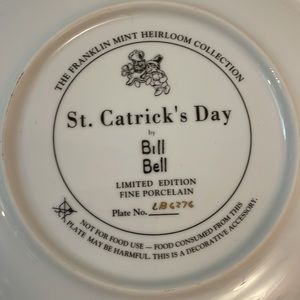 THE FRANKLIN MINT HEIRLOOM COLLECTION
St. Catrick's Day
by
Bill
Bell
LIMITED EDITION
FINE PORCELAIN
Plate No. LB6276
NOT FOR FOOD USE — FOOD CONSUMED FROM THIS
PLATE MAY BE HARMFUL. THIS IS A DECORATIVE ACCESSORY.